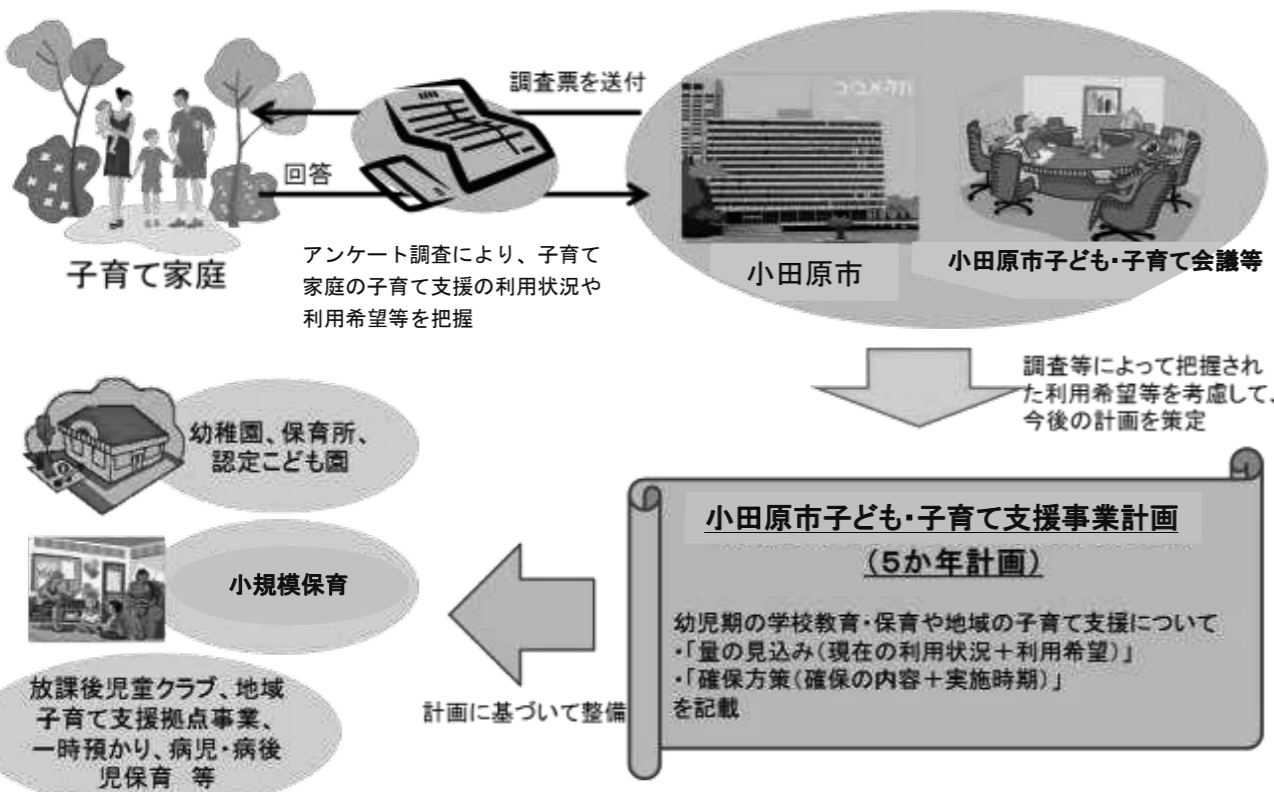 調査票を送付
回答
子育て家庭
アンケート調査により、子育て
家庭の子育て支援の利用状況や
利用希望等を把握
小田原市
小田原市子ども・子育て会議等
調査等によって把握され
た利用希望等を考慮して、
今後の計画を策定
小田原市子ども・子育て支援事業計画
(5か年計画)
幼児期の学校教育・保育や地域の子育て支援について
・「量の見込み(現在の利用状況+利用希望)」
・「確保方策(確保の内容+実施時期)」
を記載
計画に基づいて整備
幼稚園、保育所、
認定こども園
小規模保育
放課後児童クラブ、地域
子育て支援拠点事業、
一時預かり、病児・病後
児保育 等